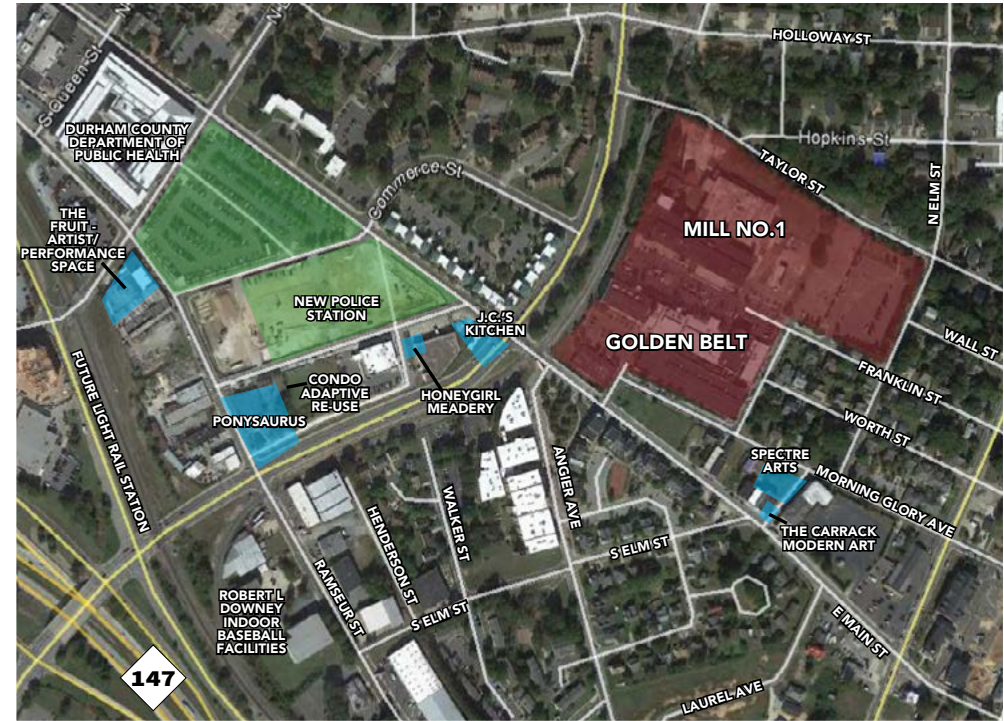 HOLLOWAY ST
S-Queen-St
DURHAM COUNTY
DEPARTMENT OF
PUBLIC HEALTH
Hopkins St
TAYLOR ST
Commerce St
N ELM ST
THE
FRUIT -
ARTIST/
PERFORMANCE
SPACE
MILL NO.1
NEW POLICE
STATION
J.C.'S
KITCHEN
GOLDEN BELT
WALL ST
FRANKLIN ST
CONDO
ADAPTIVE
RE-USE
HONEYGIRL
MEADERY
PONYSAURUS
WORTH ST
FUTURE LIGHT RAIL STATION
SPECTRE
ARTS
MORNING GLORY AVE
ANGIER AVE
WALKER ST
HENDERSON ST
THE CARRACK
MODERN ART
S ELM ST
RAMSEUR ST
ROBERT L
DOWNEY
INDOOR
BASEBALL
FACILITIES
S ELM ST
E MAIN ST
147
LAUREL AVE